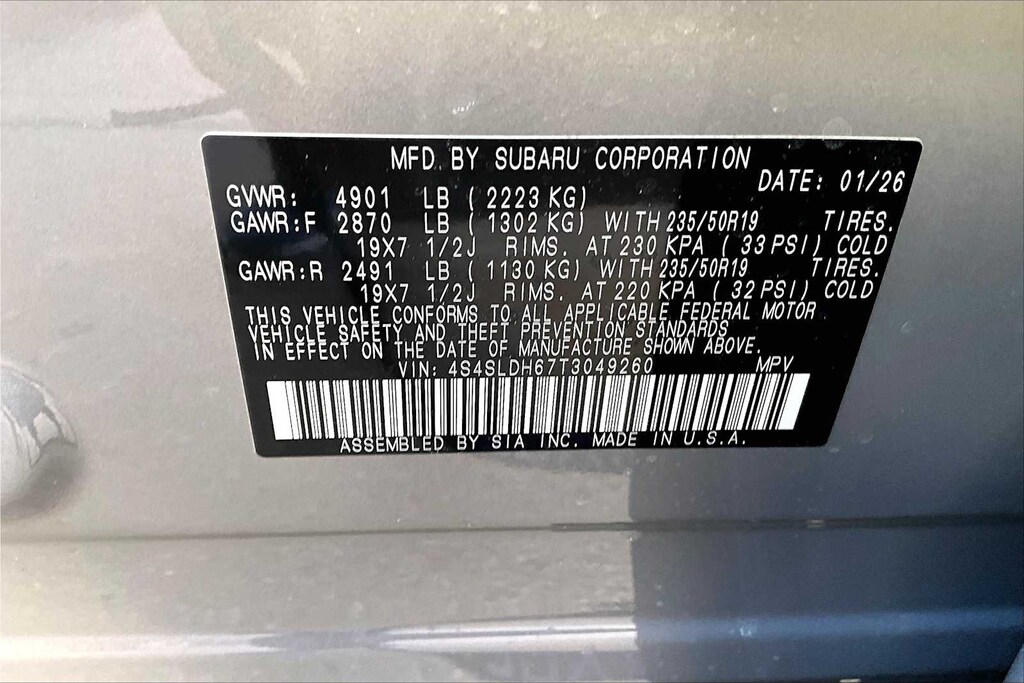 MFD. BY SUBARU CORPORATION
DATE: 01/26
GVWR: 4901 LB ( 2223 KG)
GAWR:F 2870 LB ( 1302 KG) WITH 235/50R19 TIRES.
19X7 1/2J RIMS. AT 230 KPA ( 33 PSI) COLD
GAWR:R 2491 LB ( 1130 KG) WITH 235/50R19 TIRES.
19X7 1/2J RIMS. AT 220 KPA ( 32 PSI) COLD
THIS VEHICLE CONFORMS TO ALL APPLICABLE FEDERAL MOTOR
VEHICLE SAFETY AND THEFT PREVENTION STANDARDS
IN EFFECT ON THE DATE OF MANUFACTURE SHOWN ABOVE.
VIN: 4S4SLDH67T3049260 MPV
ASSEMBLED BY SIA INC. MADE IN U.S.A.